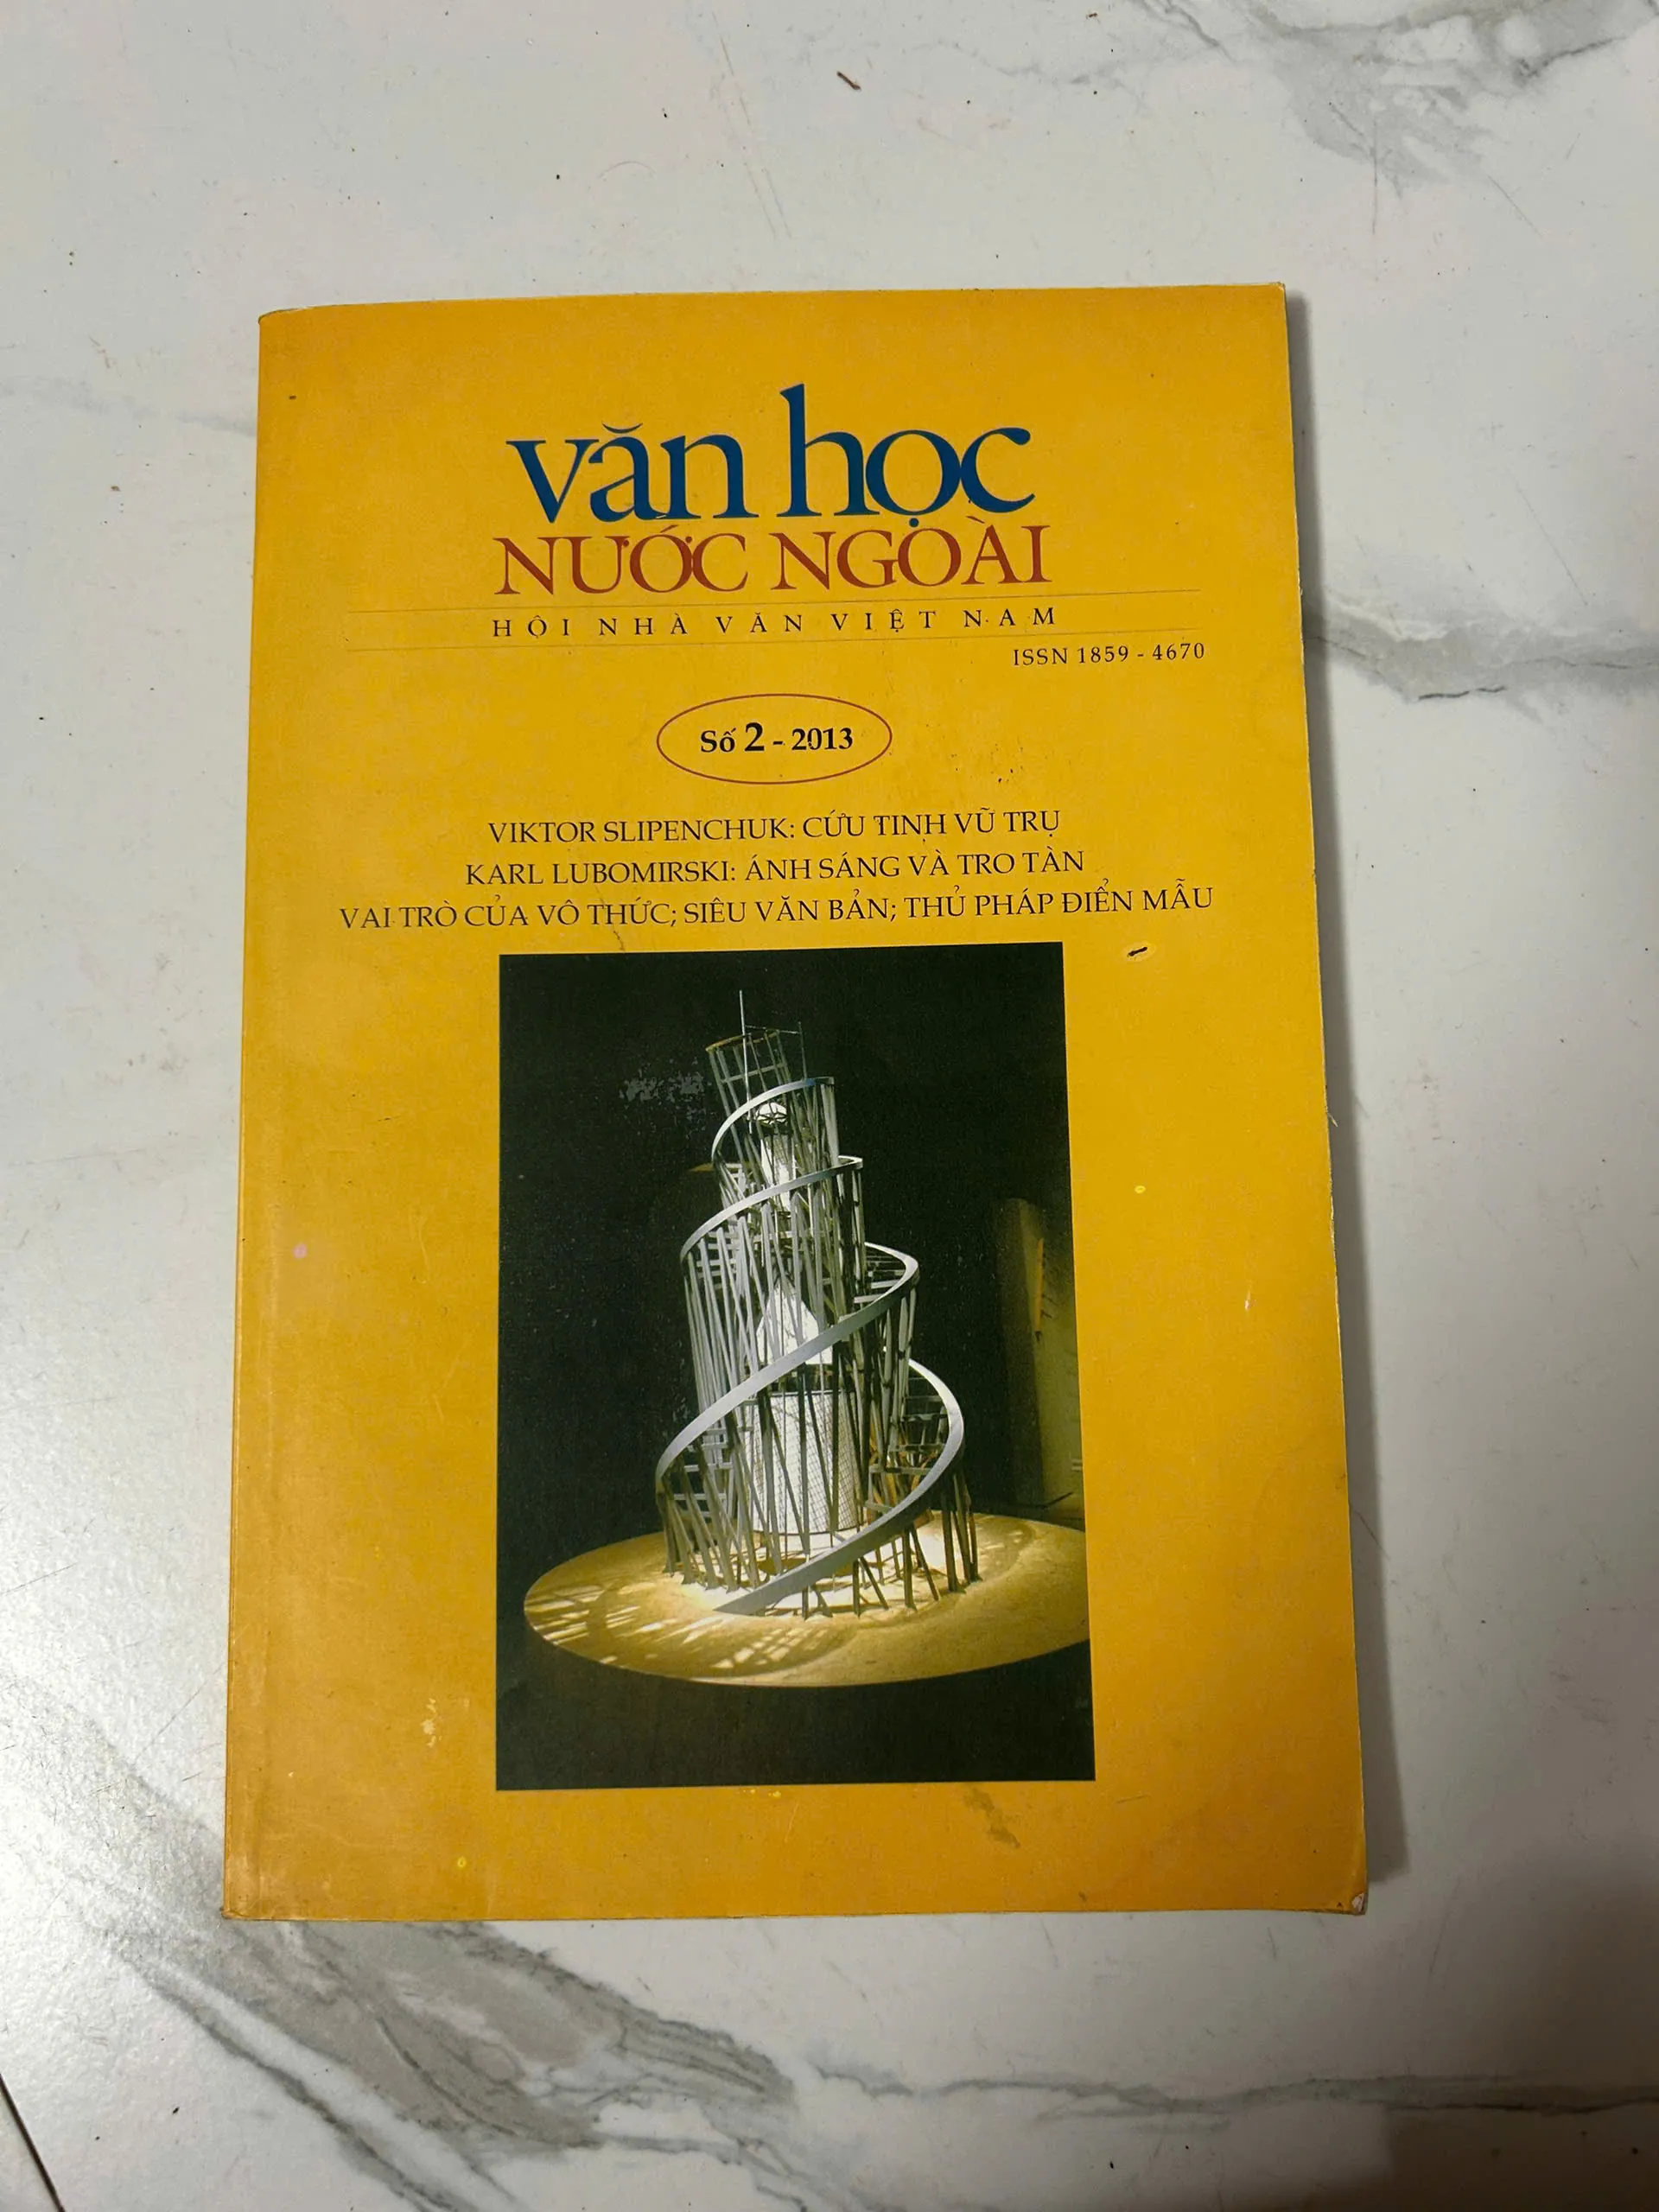 văn học
NƯỚC NGOÀI
HỘI NHÀ VĂN VIỆT NAM
ISSN 1859 - 4670
Số 2 - 2013
VIKTOR SLIPENCHUK: CỨU TINH VŨ TRỤ
KARL LUBOMIRSKI: ÁNH SÁNG VÀ TRO TÀN
VAI TRÒ CỦA VÔ THỨC; SIÊU VĂN BẢN; THỦ PHÁP ĐIỂN MẪU